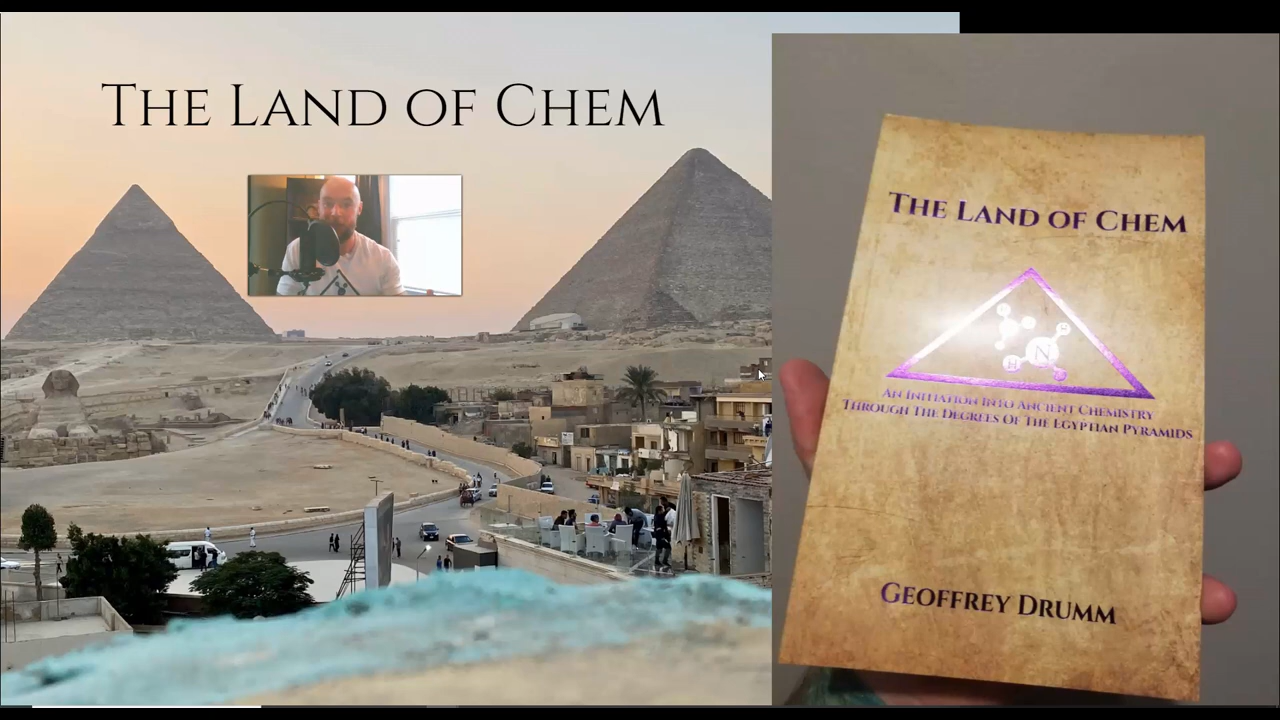 The Land of Chem
The Land of Chem
N
H
An Initiation Into Ancient Chemistry
Through The Degrees Of The Egyptian Pyramids
Geoffrey Drumm